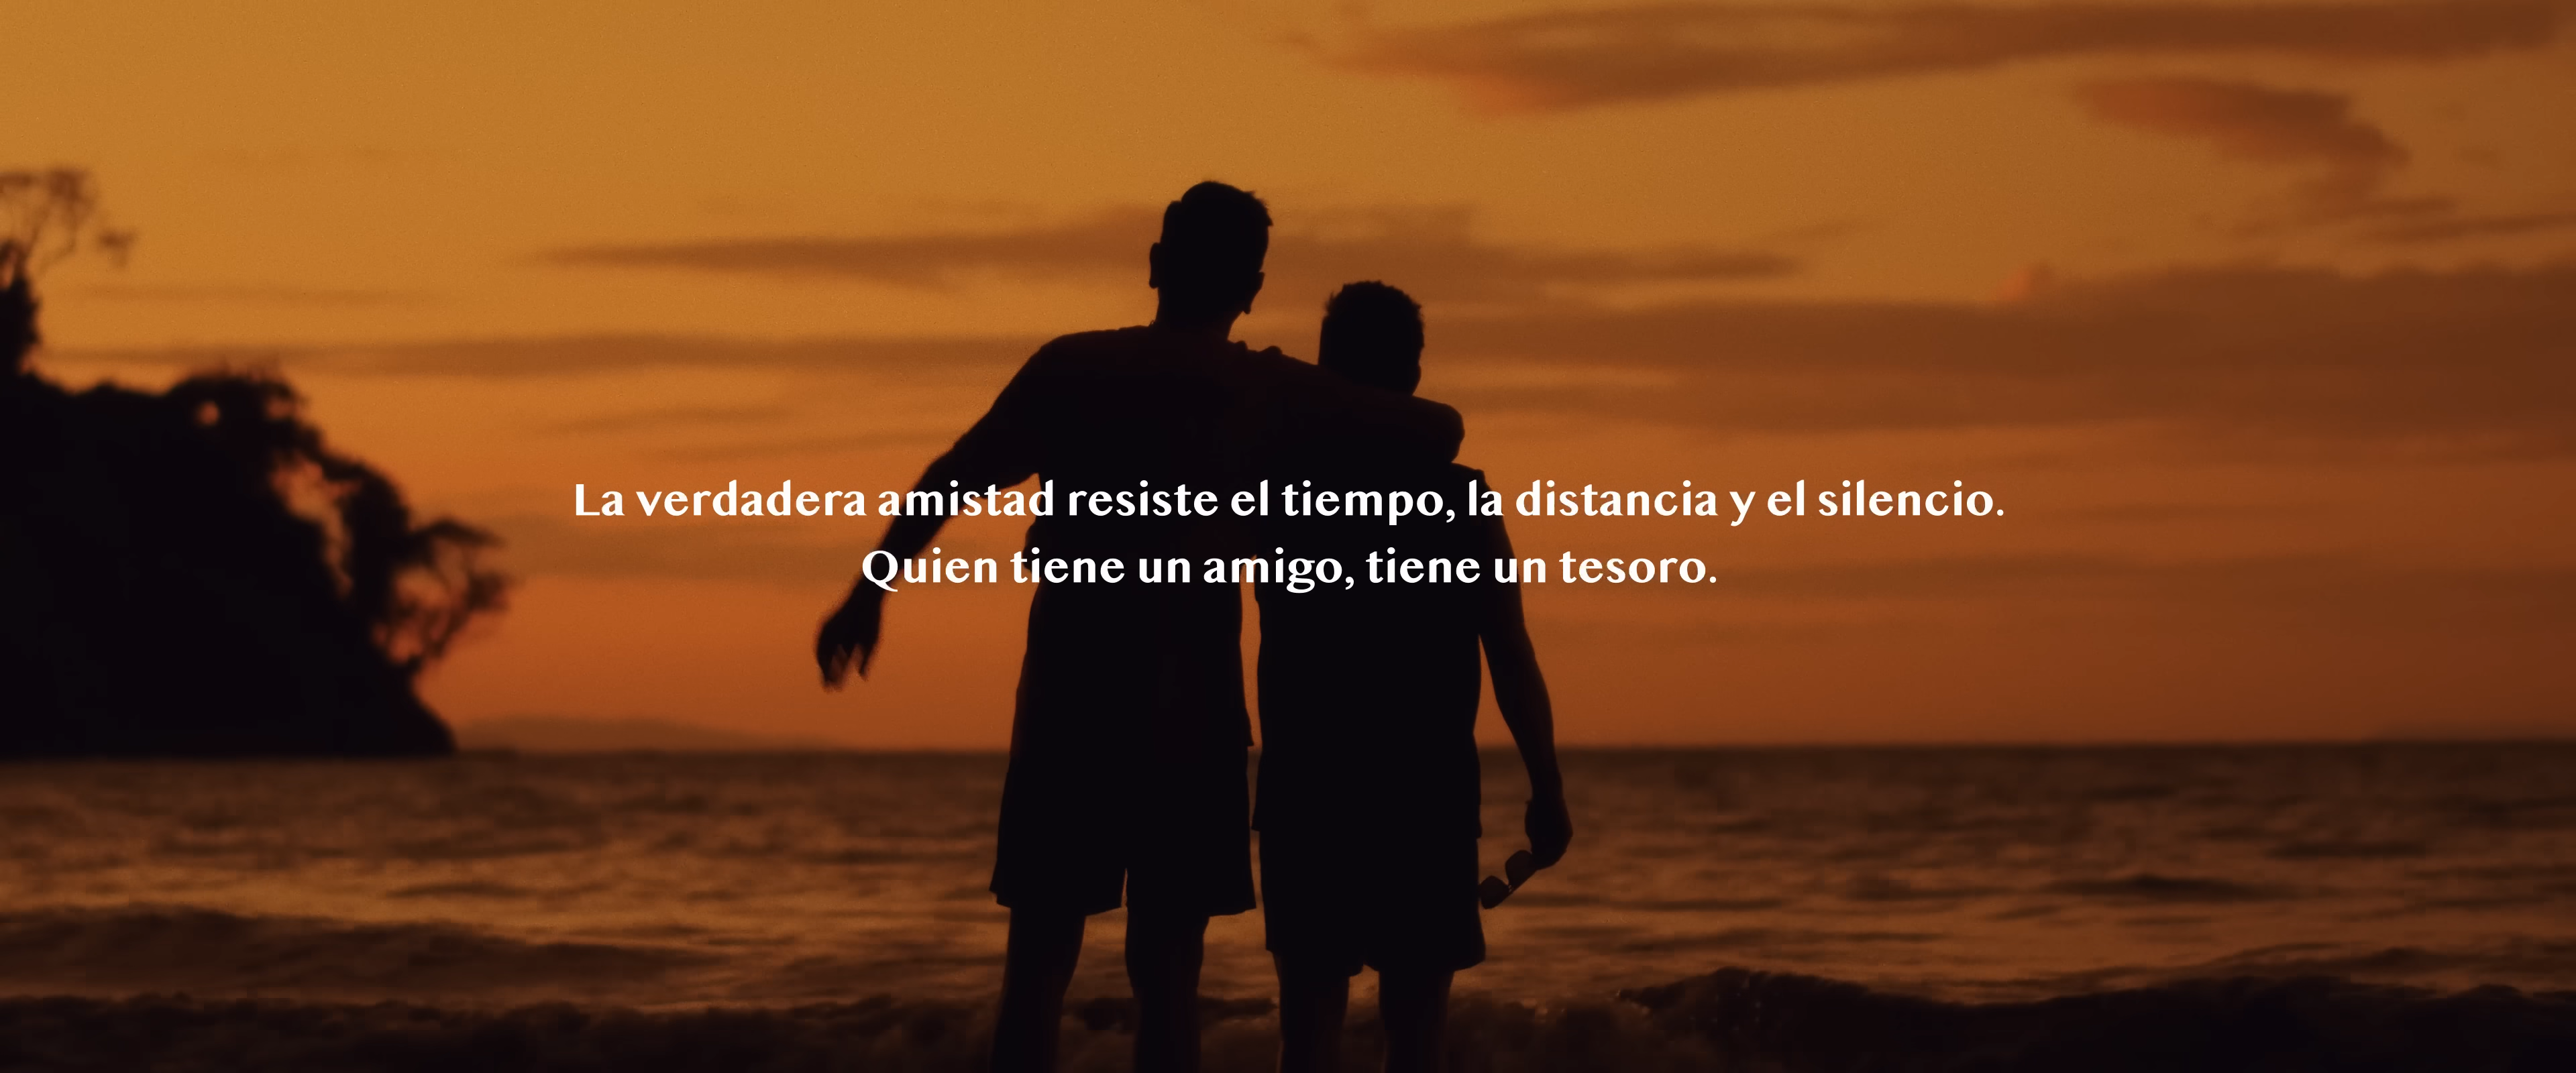 La verdadera amistad resiste el tiempo, la distancia y el silencio.
Quien tiene un amigo, tiene un tesoro.